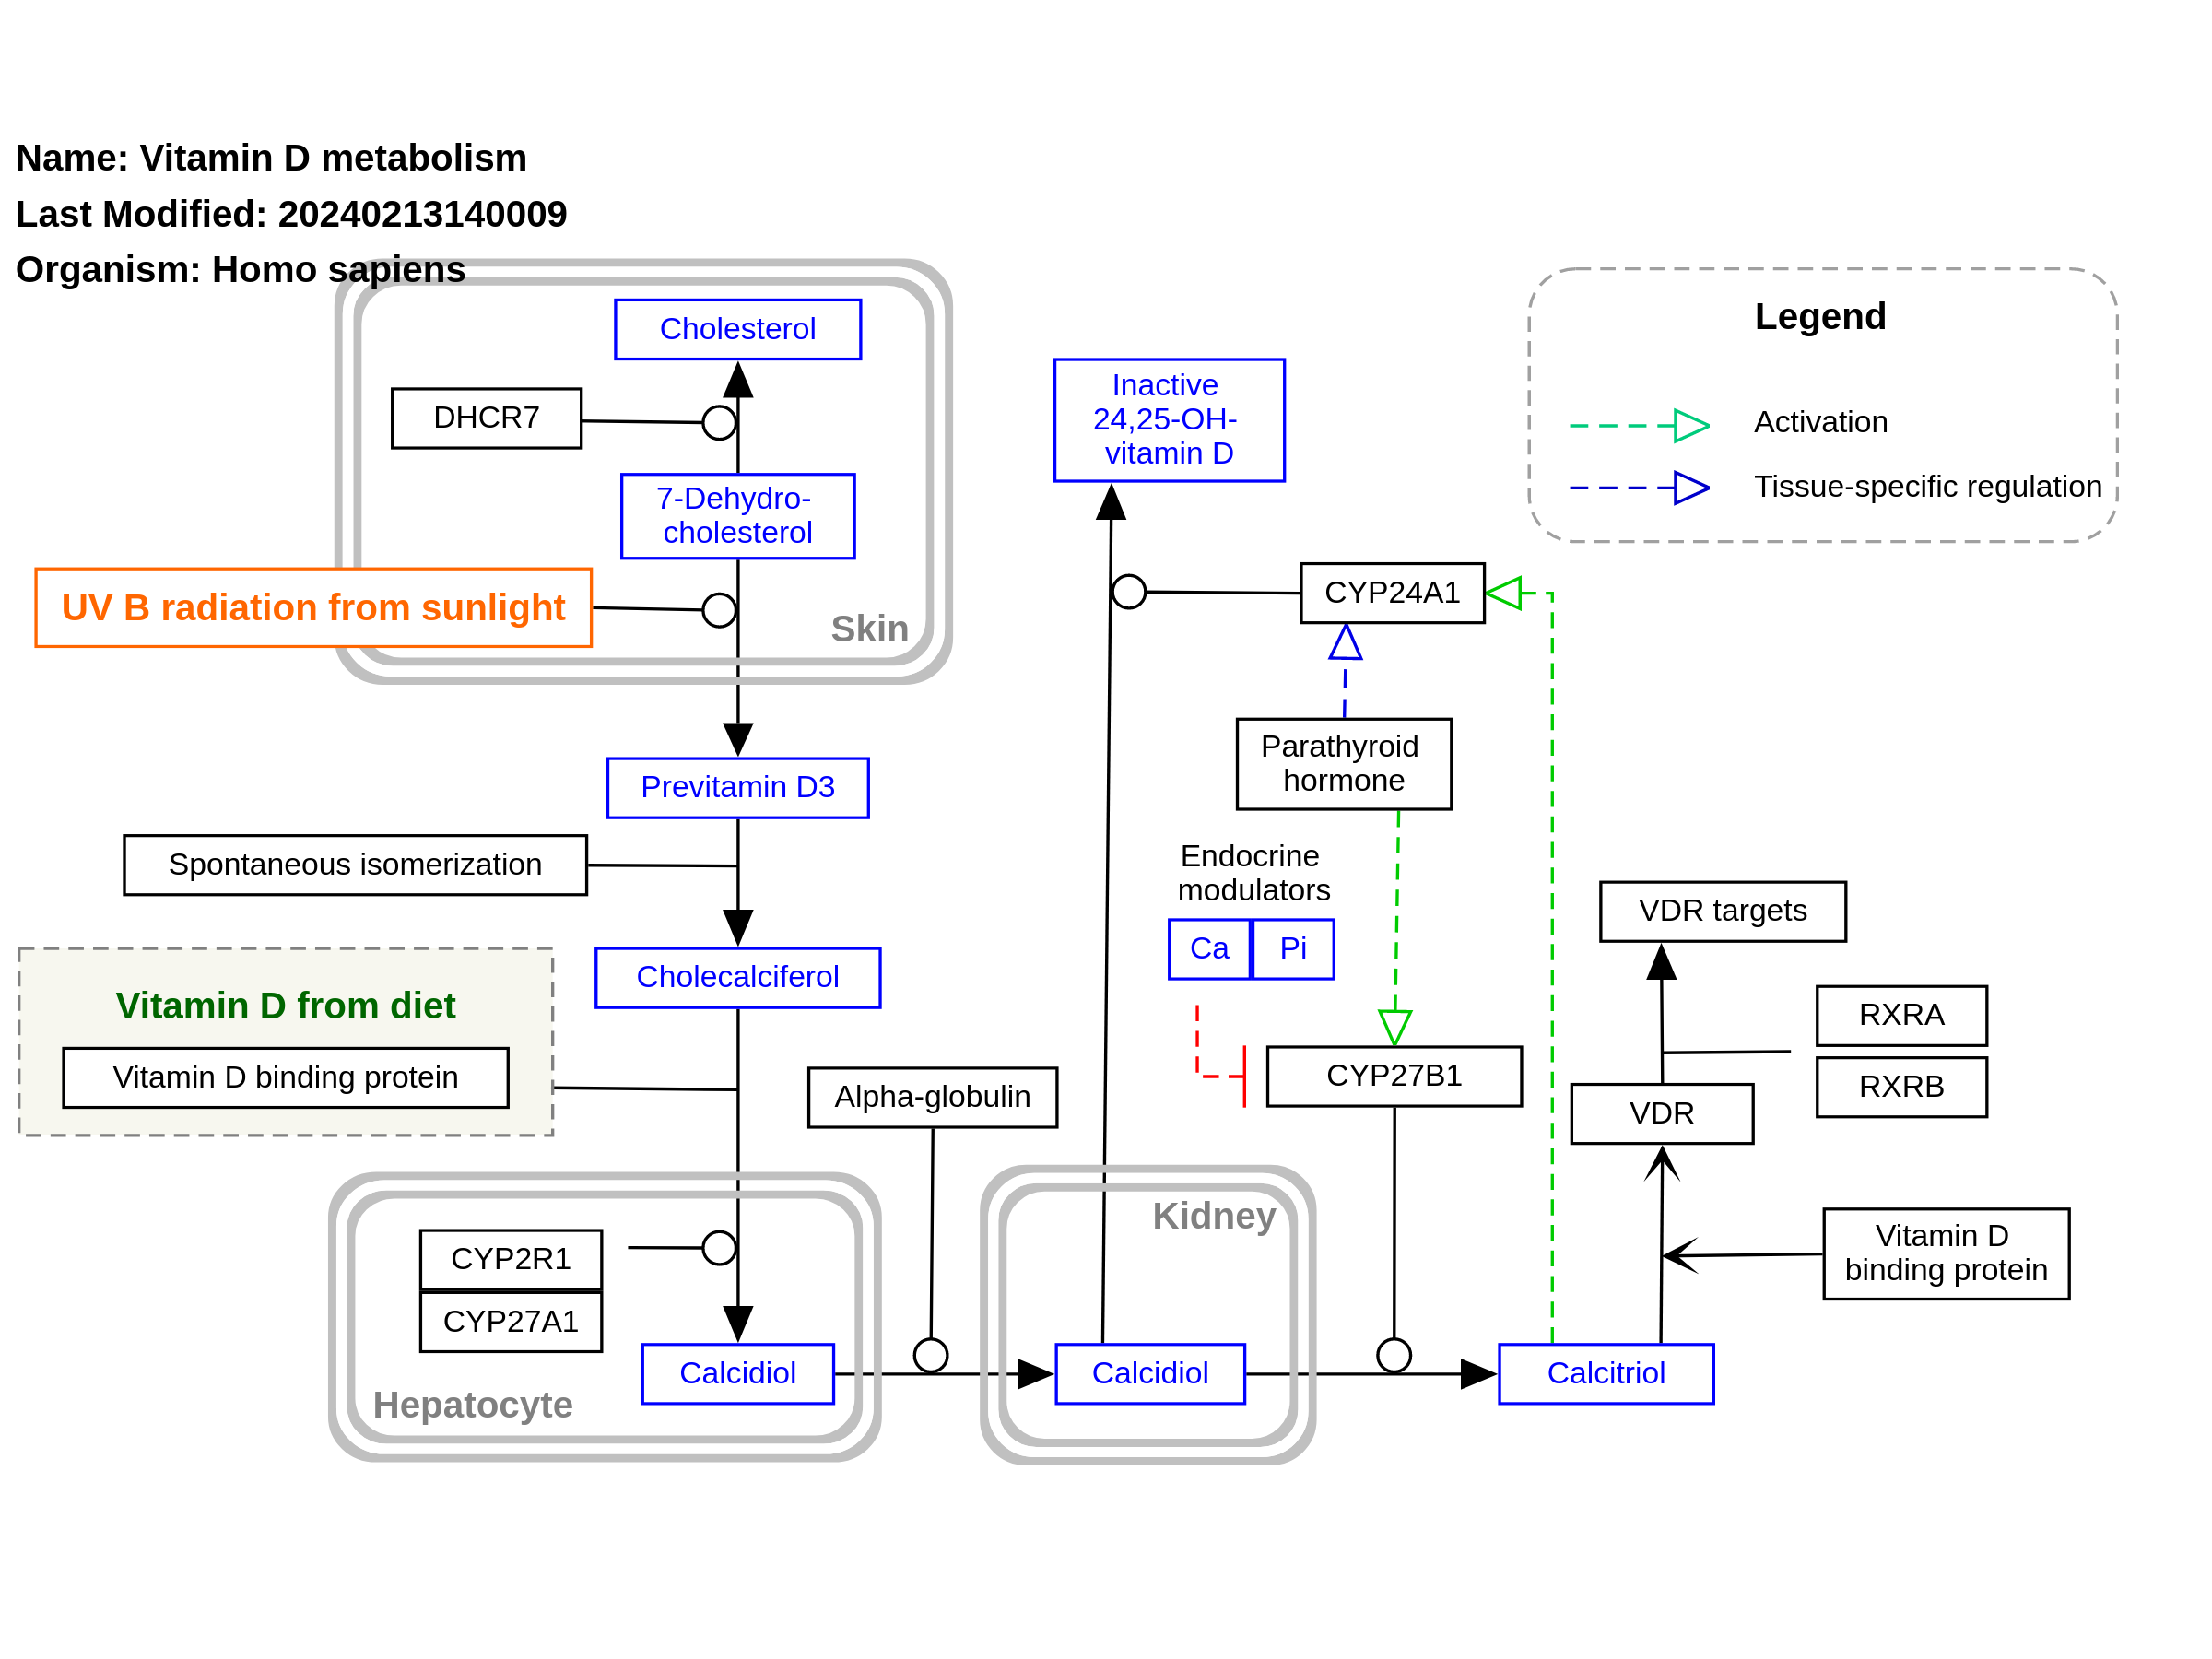 Name: Vitamin D metabolism
Last Modified: 20240213140009
Organism: Homo sapiens
Cholesterol
DHCR7
7-Dehydro-
cholesterol
UV B radiation from sunlight
Skin
Previtamin D3
Spontaneous isomerization
Cholecalciferol
Vitamin D from diet
Vitamin D binding protein
Alpha-globulin
CYP2R1
CYP27A1
Calcidiol
Hepatocyte
Inactive
24,25-OH-
vitamin D
CYP24A1
Parathyroid
hormone
Endocrine
modulators
Ca
Pi
CYP27B1
Kidney
Calcidiol
Calcitriol
Legend
Activation
Tissue-specific regulation
VDR targets
RXRA
RXRB
VDR
Vitamin D
binding protein